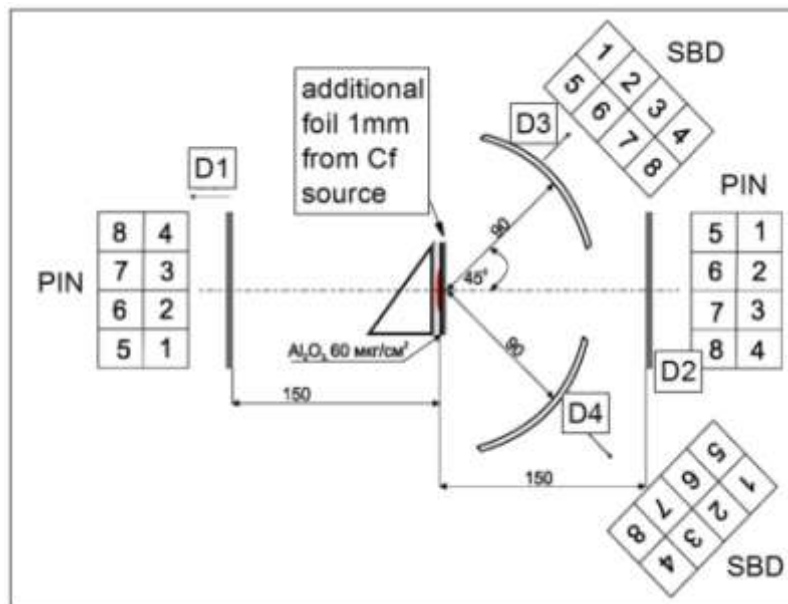 additional
foil 1mm
from Cf
source
D1
D3
SBD
1 2 3 4
5 6 7 8
PIN
8 4
7 3
6 2
5 1
90
45°
PIN
5 1
6 2
7 3
8 4
Al₂O₃ 60 мкг/см²
90
D2
D4
150
150
5 6 7 8
1 2 3 4
SBD